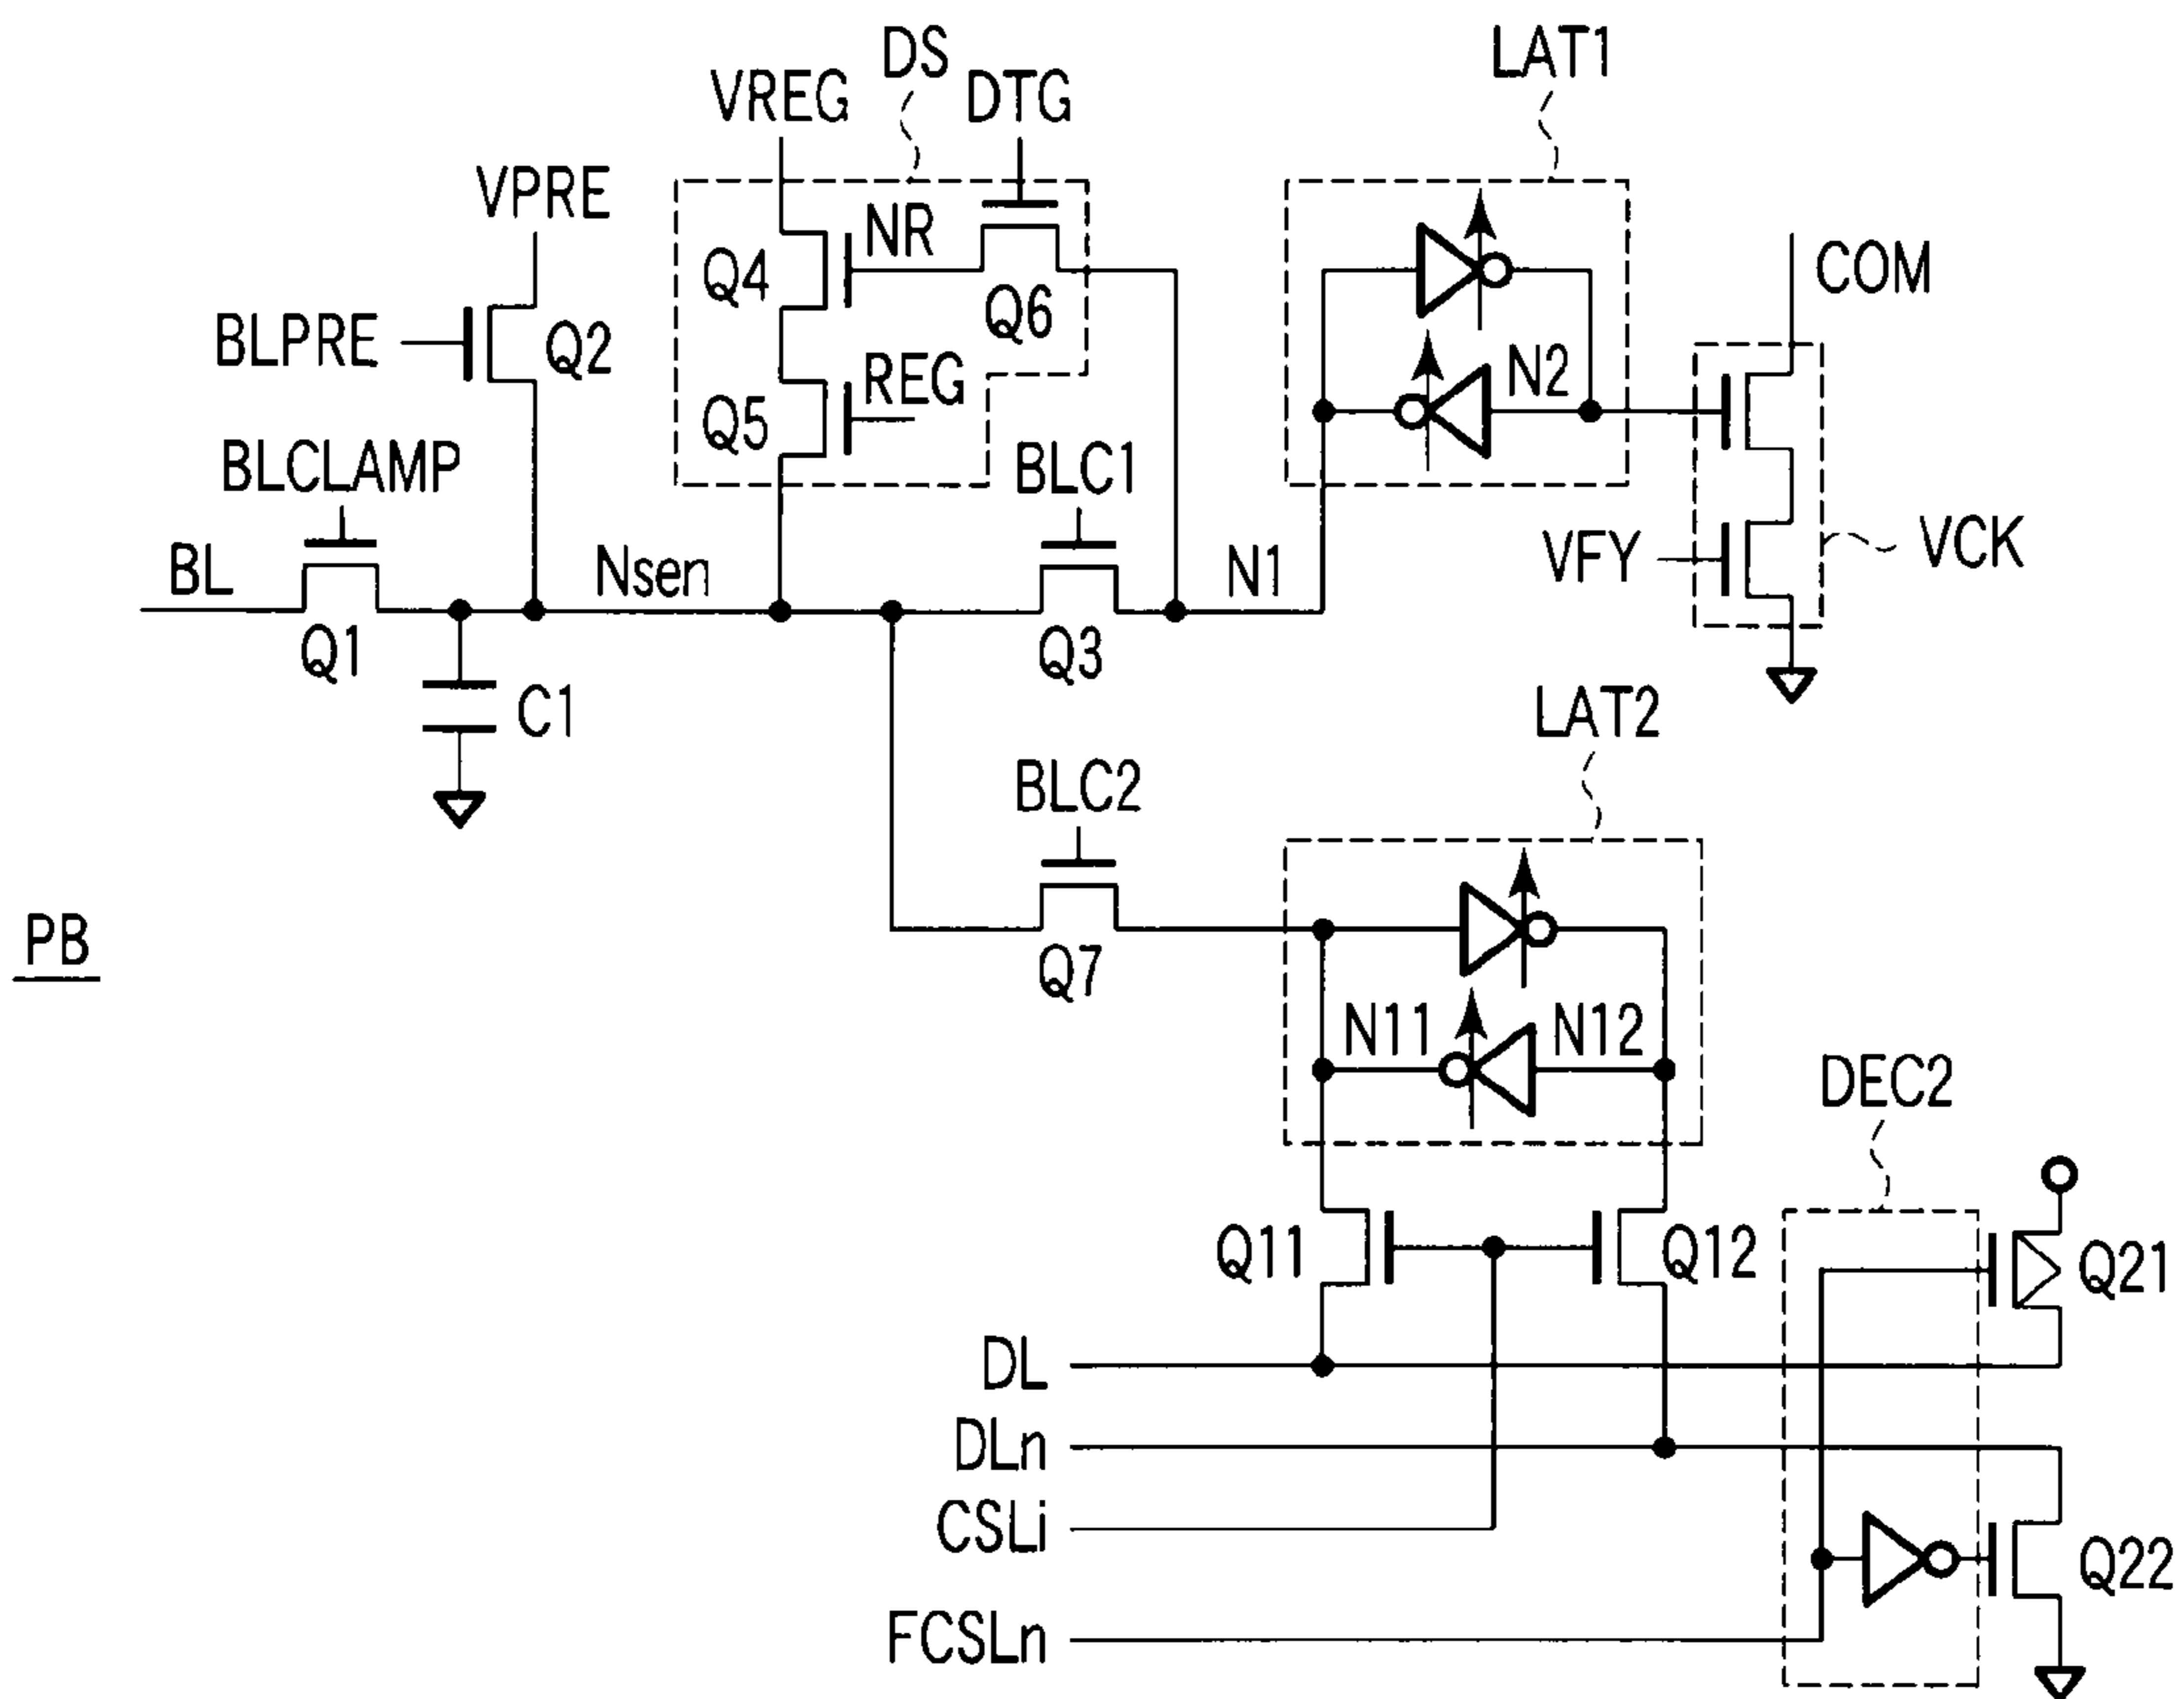 DS
LAT1
VREG
DTG
VPRE
NR
Q4
Q6
COM
BLPRE
Q2
REG
N2
Q5
BLCLAMP
BLC1
BL
Nsen
N1
VFY
VCK
Q1
Q3
C1
LAT2
BLC2
PB
Q7
N11
N12
DEC2
Q11
Q12
Q21
DL
DLn
CSLi
Q22
FCSLn